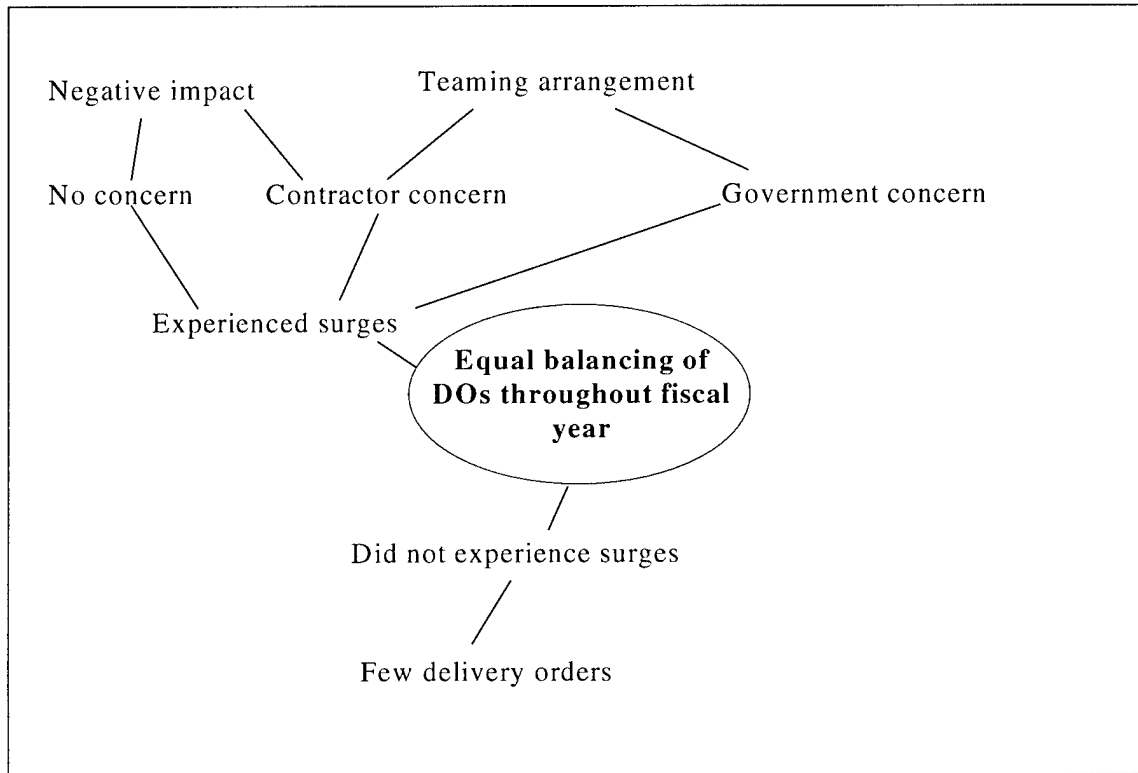 Negative impact
Teaming arrangement
No concern
Contractor concern
Government concern
Experienced surges
Equal balancing of
DOs throughout fiscal
year
Did not experience surges
Few delivery orders